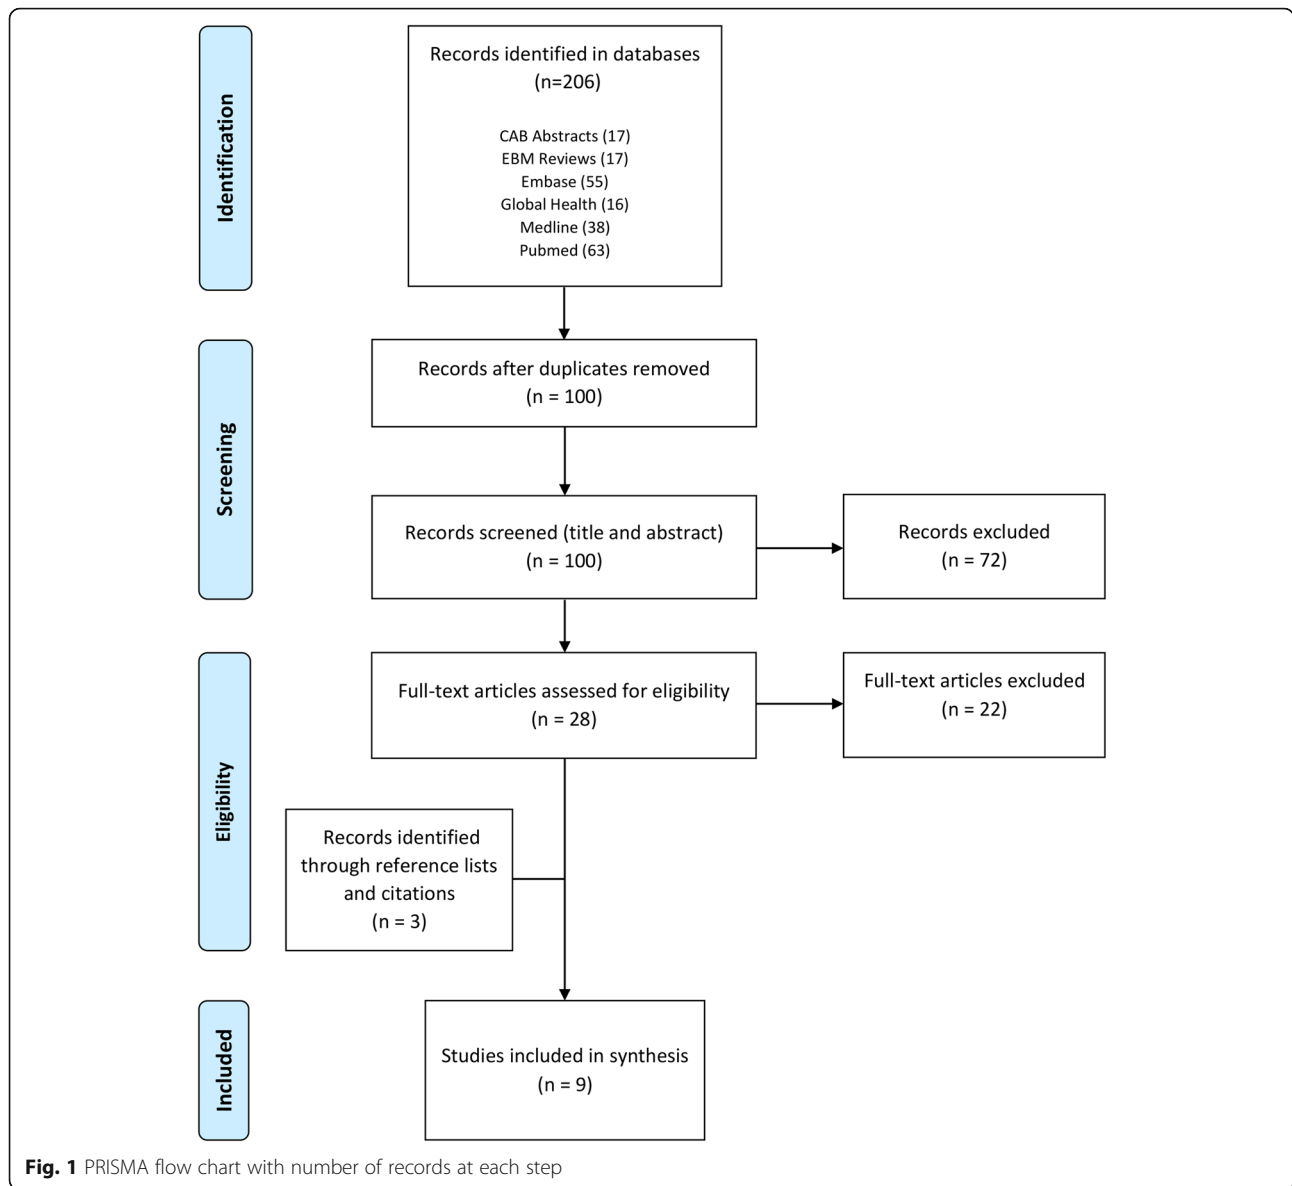 Identification
Records identified in databases
(n=206)
CAB Abstracts (17)
EBM Reviews (17)
Embase (55)
Global Health (16)
Medline (38)
Pubmed (63)
Screening
Records after duplicates removed
(n = 100)
Records screened (title and abstract)
(n = 100)
Records excluded
(n = 72)
Eligibility
Full-text articles assessed for eligibility
(n = 28)
Full-text articles excluded
(n = 22)
Records identified
through reference lists
and citations
(n = 3)
Included
Studies included in synthesis
(n = 9)
Fig. 1 PRISMA flow chart with number of records at each step